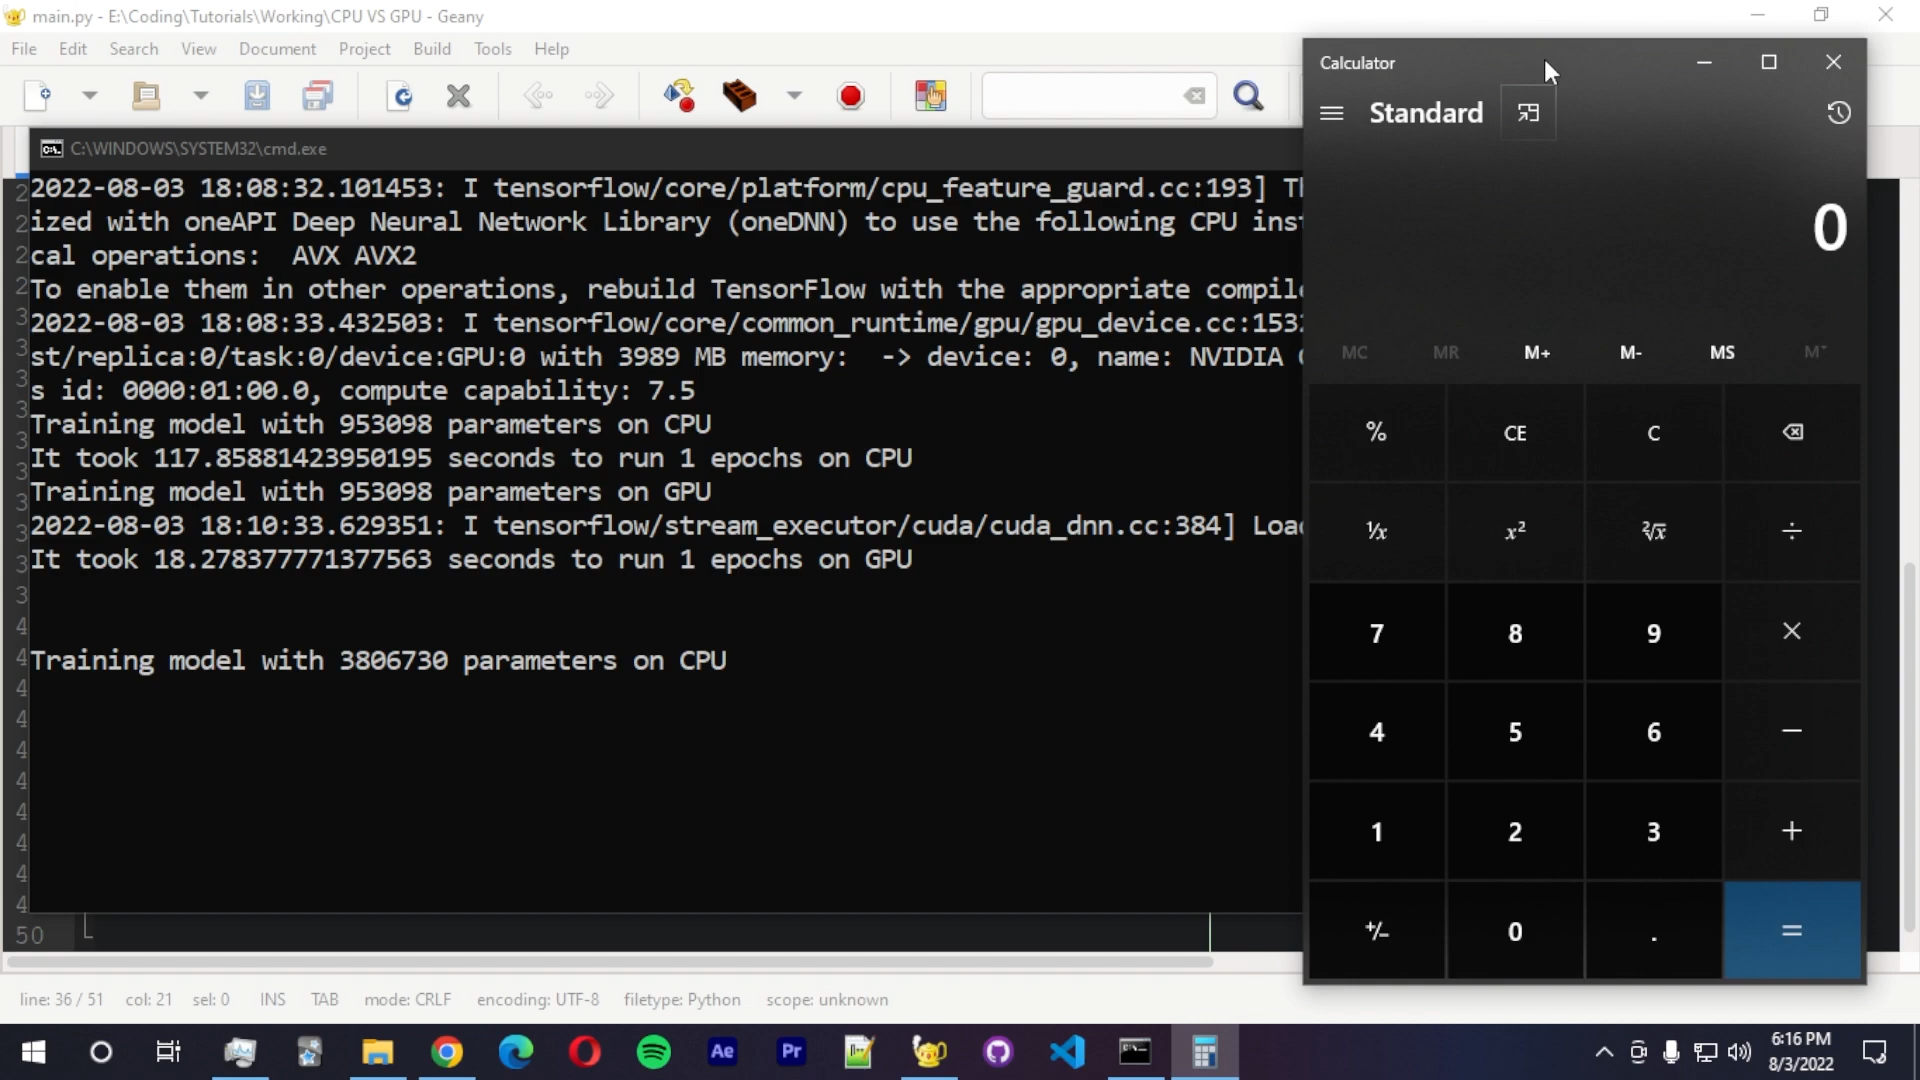 main.py - E:\Coding\Tutorials\Working\CPU VS GPU - Geany
File Edit Search View Document Project Build Tools Help
C:\WINDOWS\SYSTEM32\cmd.exe
2022-08-03 18:08:32.101453: I tensorflow/core/platform/cpu_feature_guard.cc:193] Th
ized with oneAPI Deep Neural Network Library (oneDNN) to use the following CPU inst
cal operations:  AVX AVX2
To enable them in other operations, rebuild TensorFlow with the appropriate compile
2022-08-03 18:08:33.432503: I tensorflow/core/common_runtime/gpu/gpu_device.cc:1532
st/replica:0/task:0/device:GPU:0 with 3989 MB memory:  -> device: 0, name: NVIDIA G
s id: 0000:01:00.0, compute capability: 7.5
Training model with 953098 parameters on CPU
It took 117.85881423950195 seconds to run 1 epochs on CPU
Training model with 953098 parameters on GPU
2022-08-03 18:10:33.629351: I tensorflow/stream_executor/cuda/cuda_dnn.cc:384] Load
It took 18.278377771377563 seconds to run 1 epochs on GPU
Training model with 3806730 parameters on CPU
50
line: 36 / 51 col: 21 sel: 0 INS TAB mode: CRLF encoding: UTF-8 filetype: Python scope: unknown
Calculator
Standard
0
MC MR M+ M- MS M˅
% CE C
⅟x x² ²√x ÷
7 8 9 ×
4 5 6 −
1 2 3 +
+/− 0 . =
Ae Pr
6:16 PM
8/3/2022